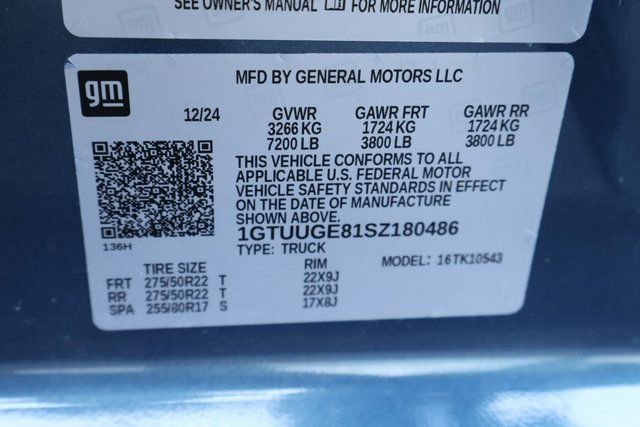 SEE OWNER'S MANUAL FOR MORE INFORMATION
gm
MFD BY GENERAL MOTORS LLC
12/24 GVWR GAWR FRT GAWR RR
3266 KG 1724 KG 1724 KG
7200 LB 3800 LB 3800 LB
THIS VEHICLE CONFORMS TO ALL
APPLICABLE U.S. FEDERAL MOTOR
VEHICLE SAFETY STANDARDS IN EFFECT
ON THE DATE OF MANUFACTURE
SHOWN ABOVE.
1GTUUGE81SZ180486
136H
TYPE: TRUCK
TIRE SIZE RIM MODEL: 16TK10543
FRT 275/50R22 T 22X9J
RR 275/50R22 T 22X9J
SPA 255/80R17 S 17X8J